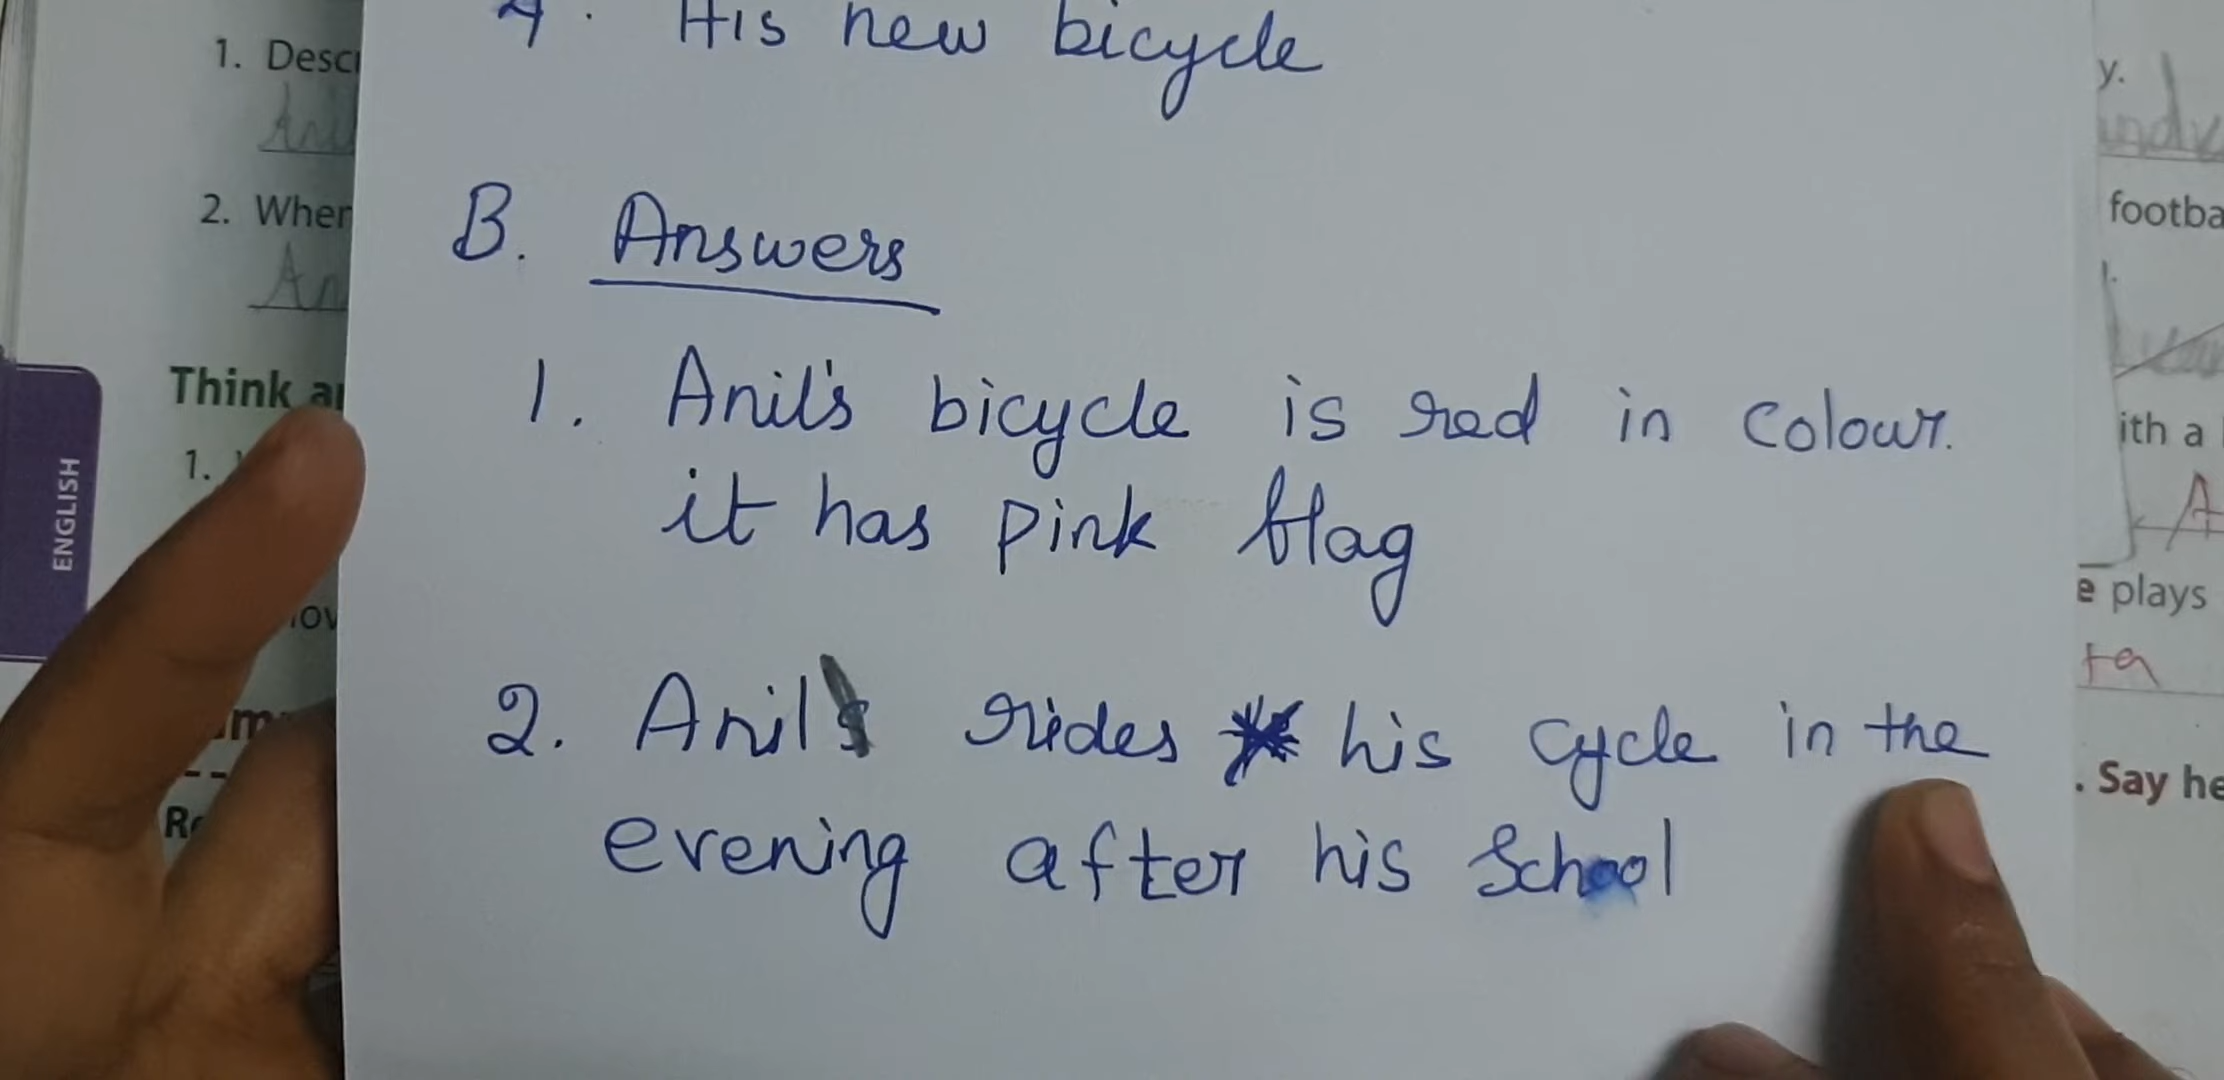 4. His new bicycle
1. Desc
y.
B. Answers
2. When
footba
1. Anil's bicycle is red in colour.
Think a
ith a
it has pink flag
1.
ENGLISH
A
ov
e plays
2. Anil rides his cycle in the
evening after his School
. Say he